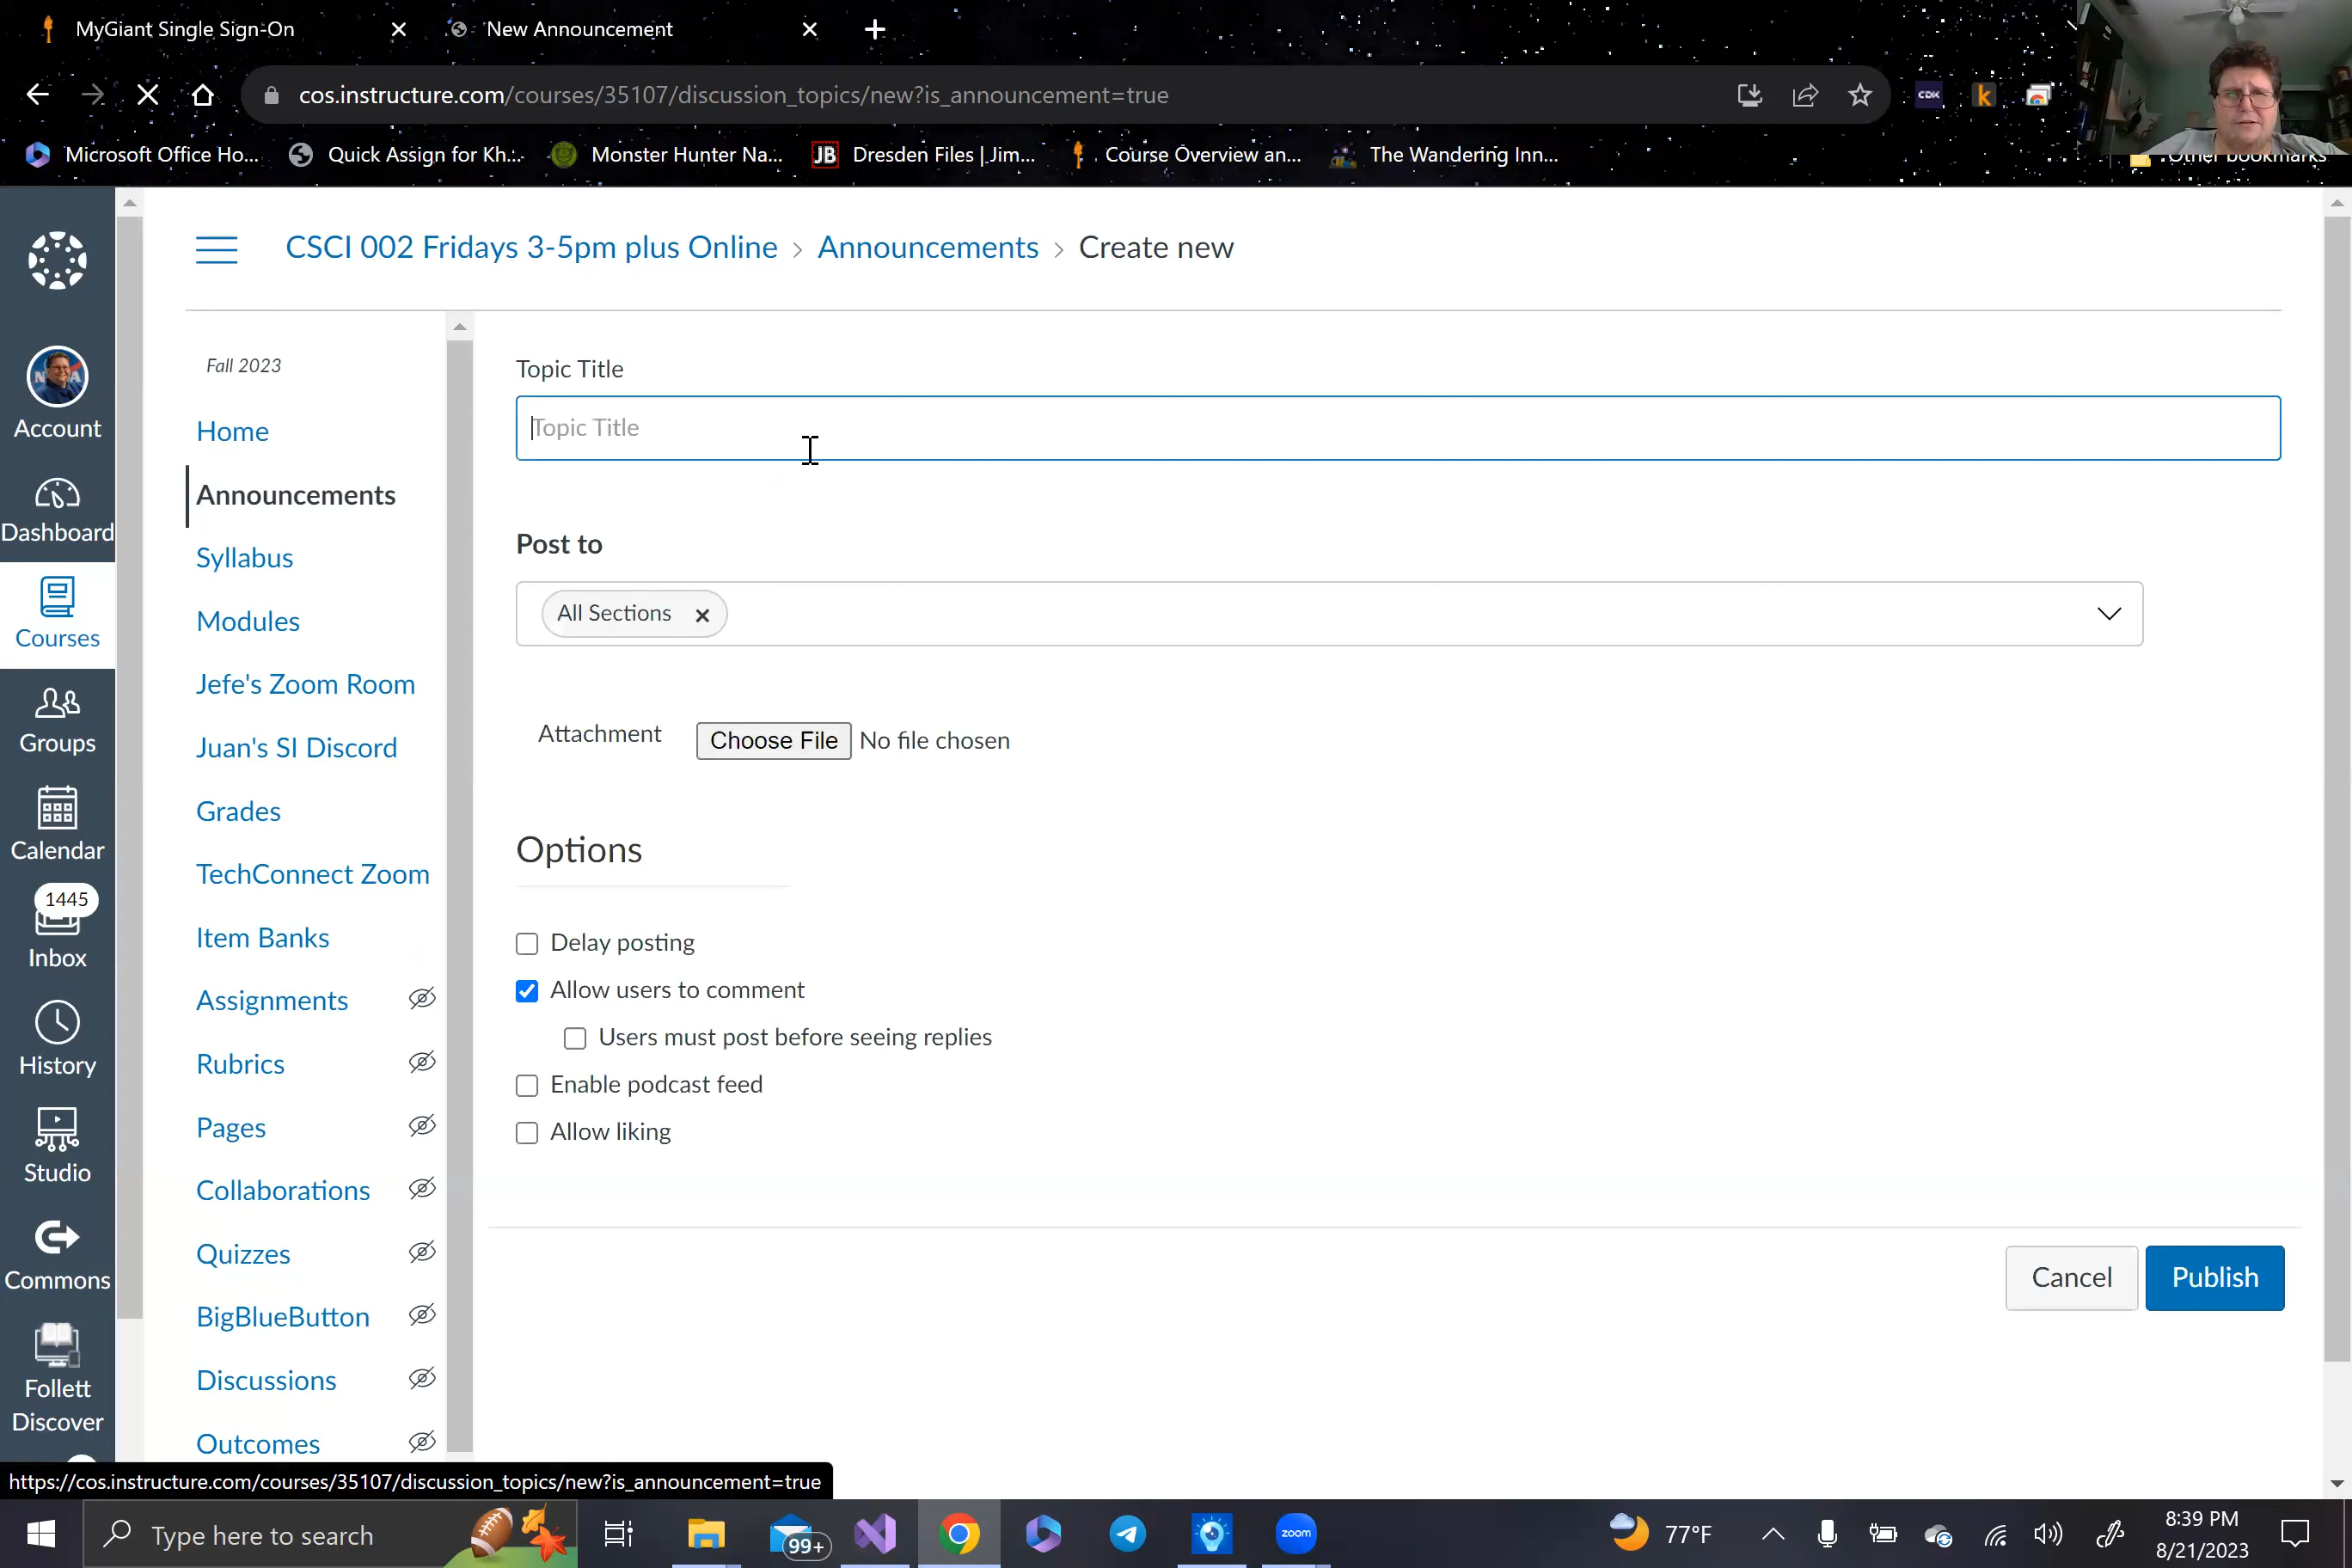 MyGiant Single Sign-On
New Announcement
cos.instructure.com/courses/35107/discussion_topics/new?is_announcement=true
CDK
k
Microsoft Office Ho...
Quick Assign for Kh...
Monster Hunter Na...
JB Dresden Files | Jim...
Course Overview an...
The Wandering Inn...
Other bookmarks
CSCI 002 Fridays 3-5pm plus Online > Announcements > Create new
Account
Dashboard
Courses
Groups
Calendar
1445
Inbox
History
Studio
Commons
Follett
Discover
Fall 2023
Home
Announcements
Syllabus
Modules
Jefe's Zoom Room
Juan's SI Discord
Grades
TechConnect Zoom
Item Banks
Assignments
Rubrics
Pages
Collaborations
Quizzes
BigBlueButton
Discussions
Outcomes
Topic Title
Topic Title
Post to
All Sections
Attachment Choose File No file chosen
Options
Delay posting
Allow users to comment
Users must post before seeing replies
Enable podcast feed
Allow liking
Cancel Publish
https://cos.instructure.com/courses/35107/discussion_topics/new?is_announcement=true
Type here to search
99+
zoom
77°F
8:39 PM
8/21/2023